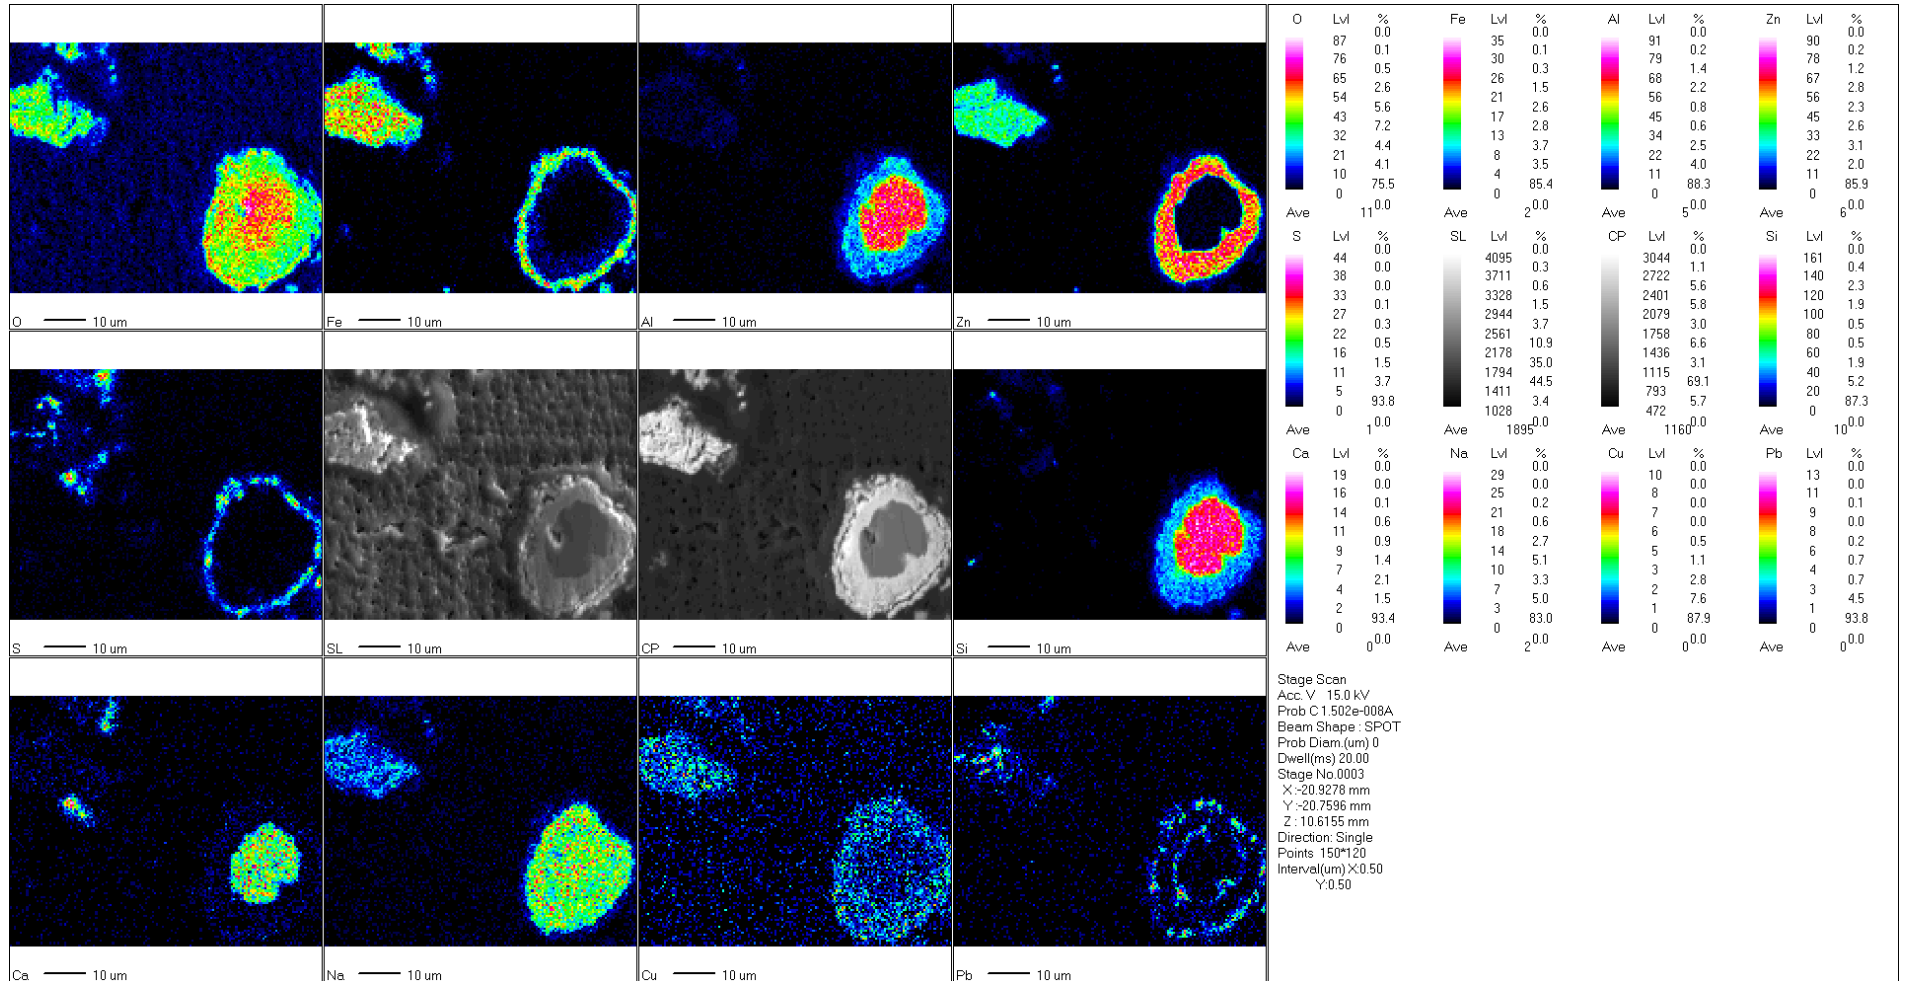 O 10 um
Fe 10 um
Al 10 um
Zn 10 um
S 10 um
SL 10 um
CP 10 um
Si 10 um
Ca 10 um
Na 10 um
Cu 10 um
Pb 10 um
O Lvl % Fe Lvl % Al Lvl % Zn Lvl %
0.0 0.0 0.0 0.0
87 0.1 35 0.1 91 0.2 90 0.2
76 0.5 30 0.3 79 1.4 78 1.2
65 2.6 26 1.5 68 2.2 67 2.8
54 5.6 21 2.6 56 0.8 56 2.3
43 7.2 17 2.8 45 0.6 45 2.6
32 4.4 13 3.7 34 2.5 33 3.1
21 4.1 8 3.5 22 4.0 22 2.0
10 75.5 4 85.4 11 88.3 11 85.9
0 0.0 0 0.0 0 0.0 0 0.0
Ave 11 Ave 2 Ave 5 Ave 6
S Lvl % SL Lvl % CP Lvl % Si Lvl %
0.0 0.0 0.0 0.0
44 0.0 4095 0.3 3044 1.1 161 0.4
38 0.0 3711 0.6 2722 5.6 140 2.3
33 0.1 3328 1.5 2401 5.8 120 1.9
27 0.3 2944 3.7 2079 3.0 100 0.5
22 0.5 2561 10.9 1758 6.6 80 0.5
16 1.5 2178 35.0 1436 3.1 60 1.9
11 3.7 1794 44.5 1115 69.1 40 5.2
5 93.8 1411 3.4 793 5.7 20 87.3
0 0.0 1028 0.0 472 0.0 0 0.0
Ave 1 Ave 1895 Ave 1160 Ave 10
Ca Lvl % Na Lvl % Cu Lvl % Pb Lvl %
0.0 0.0 0.0 0.0
19 0.0 29 0.0 10 0.0 13 0.0
16 0.1 25 0.2 8 0.0 11 0.1
14 0.6 21 0.6 7 0.0 9 0.0
11 0.9 18 2.7 6 0.5 8 0.2
9 1.4 14 5.1 5 1.1 6 0.7
7 2.1 10 3.3 3 2.8 4 0.7
4 1.5 7 5.0 2 7.6 3 4.5
2 93.4 3 83.0 1 87.9 1 93.8
0 0.0 0 0.0 0 0.0 0 0.0
Ave 0 Ave 2 Ave 0 Ave 0
Stage Scan
Acc. V 15.0 kV
Prob C 1.502e-008A
Beam Shape : SPOT
Prob Diam.(um) 0
Dwell(ms) 20.00
Stage No.0003
X :-20.9278 mm
Y :-20.7596 mm
Z : 10.6155 mm
Direction: Single
Points 150*120
Interval(um) X:0.50
Y:0.50